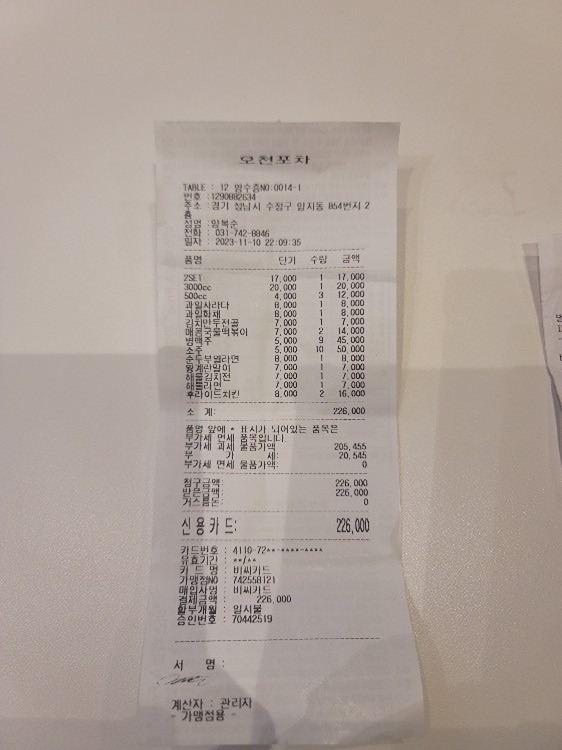 오천포차
TABLE : 12 영수증NO:0014-1
번호 :1290882634
주소 :경기 성남시 수정구 양지동 854번지 2
층
성명 :양복순
전화 : 031-742-8846
일자 : 2023-11-10 22:09:35
품명 단가 수량 금액
2SET 17,000 1 17,000
3000cc 20,000 1 20,000
500cc 4,000 3 12,000
과일사라다 8,000 1 8,000
과일화채 8,000 1 8,000
김치만두전골 7,000 1 7,000
매콤국물떡볶이 7,000 2 14,000
병맥주 5,000 9 45,000
소주 5,000 10 50,000
순두부열라면 8,000 1 8,000
왕계란말이 7,000 1 7,000
해물김치전 7,000 1 7,000
해물라면 7,000 1 7,000
후라이드치킨 8,000 2 16,000
소 계: 226,000
품명 앞에 * 표시가 되어있는 품목은
부가세 면세 품목입니다.
부가세 과세 물품가액 205,455
부 가 세: 20,545
부가세 면세 물품가액: 0
청구금액: 226,000
받은금액: 226,000
거스름돈: 0
신용카드: 226,000
카드번호 : 4110-72**-****-****
유효기간 : **/**
카 드 명 : 비씨카드
가맹점NO : 742558121
매입사명 : 비씨카드
결제금액 : 226,000
할부개월 : 일시불
승인번호 : 70442519
서 명 :
계산자 : 관리자
- 가맹점용 -